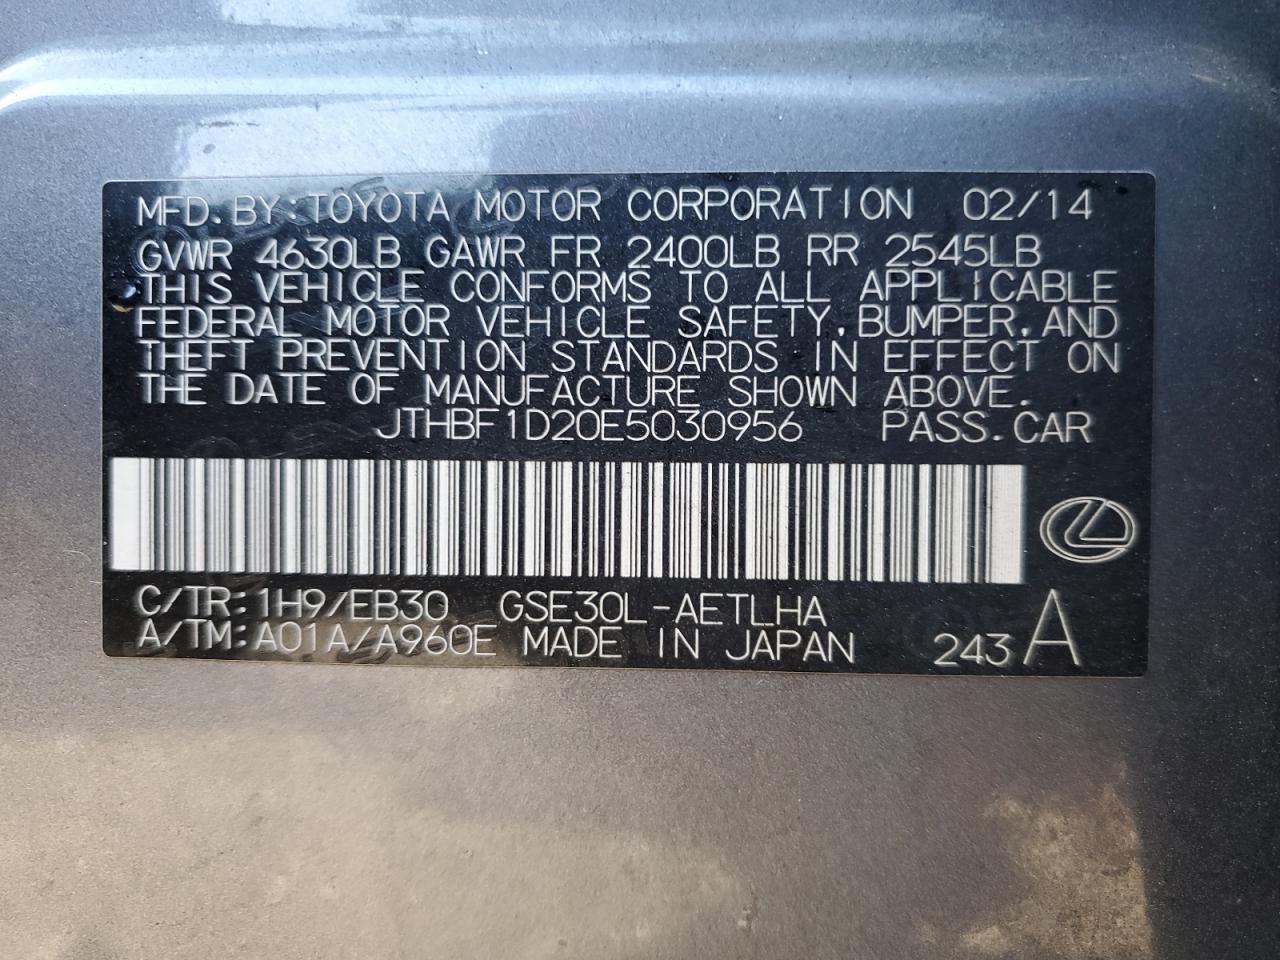 MFD. BY: TOYOTA MOTOR CORPORATION 02/14
GVWR 4630LB GAWR FR 2400LB RR 2545LB
THIS VEHICLE CONFORMS TO ALL APPLICABLE
FEDERAL MOTOR VEHICLE SAFETY, BUMPER, AND
THEFT PREVENTION STANDARDS IN EFFECT ON
THE DATE OF MANUFACTURE SHOWN ABOVE.
JTHBF1D20E5030956 PASS. CAR
C/TR: 1H9/EB30 GSE30L-AETLHA
A/TM: A01A/A960E MADE IN JAPAN 243 A